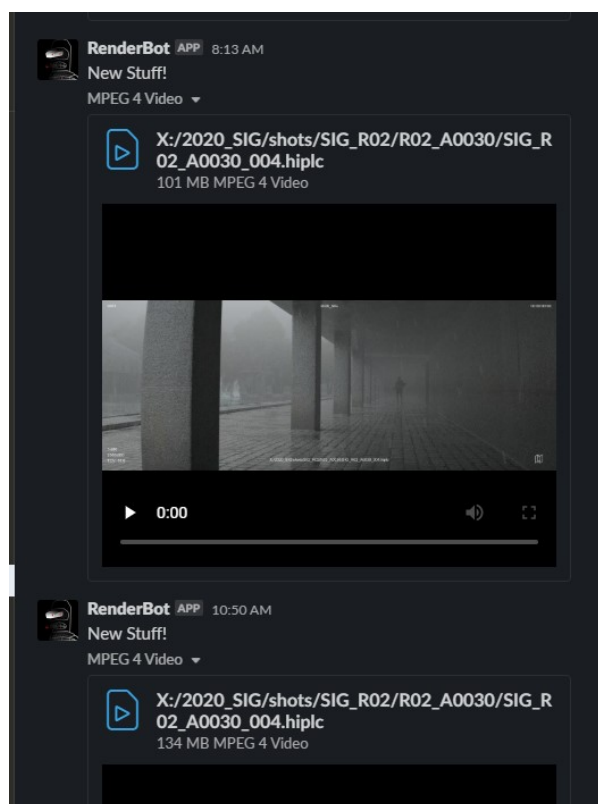 RenderBot APP 8:13 AM
New Stuff!
MPEG 4 Video
X:/2020_SIG/shots/SIG_R02/R02_A0030/SIG_R
02_A0030_004.hiplc
101 MB MPEG 4 Video
0:00
RenderBot APP 10:50 AM
New Stuff!
MPEG 4 Video
X:/2020_SIG/shots/SIG_R02/R02_A0030/SIG_R
02_A0030_004.hiplc
134 MB MPEG 4 Video